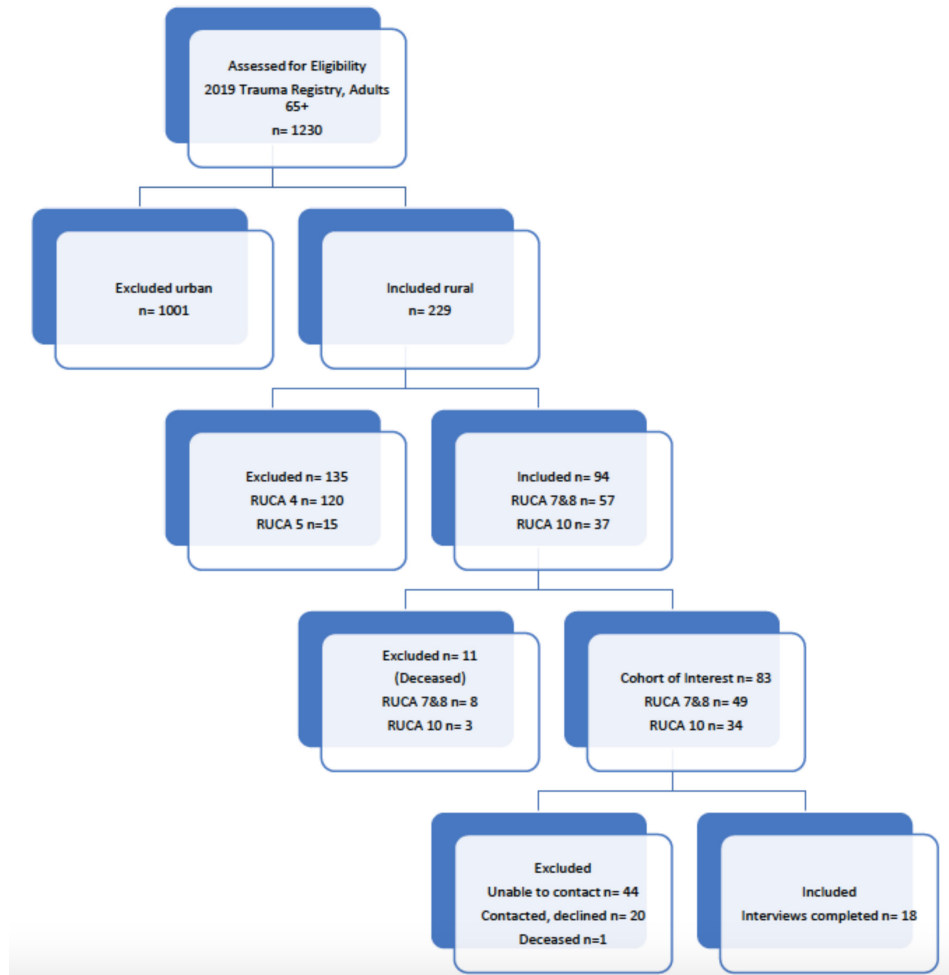 Assessed for Eligibility
2019 Trauma Registry, Adults
65+
n= 1230
Excluded urban
n= 1001
Included rural
n= 229
Excluded n= 135
RUCA 4 n= 120
RUCA 5 n=15
Included n= 94
RUCA 7&8 n= 57
RUCA 10 n= 37
Excluded n= 11
(Deceased)
RUCA 7&8 n= 8
RUCA 10 n= 3
Cohort of Interest n= 83
RUCA 7&8 n= 49
RUCA 10 n= 34
Excluded
Unable to contact n= 44
Contacted, declined n= 20
Deceased n=1
Included
Interviews completed n= 18